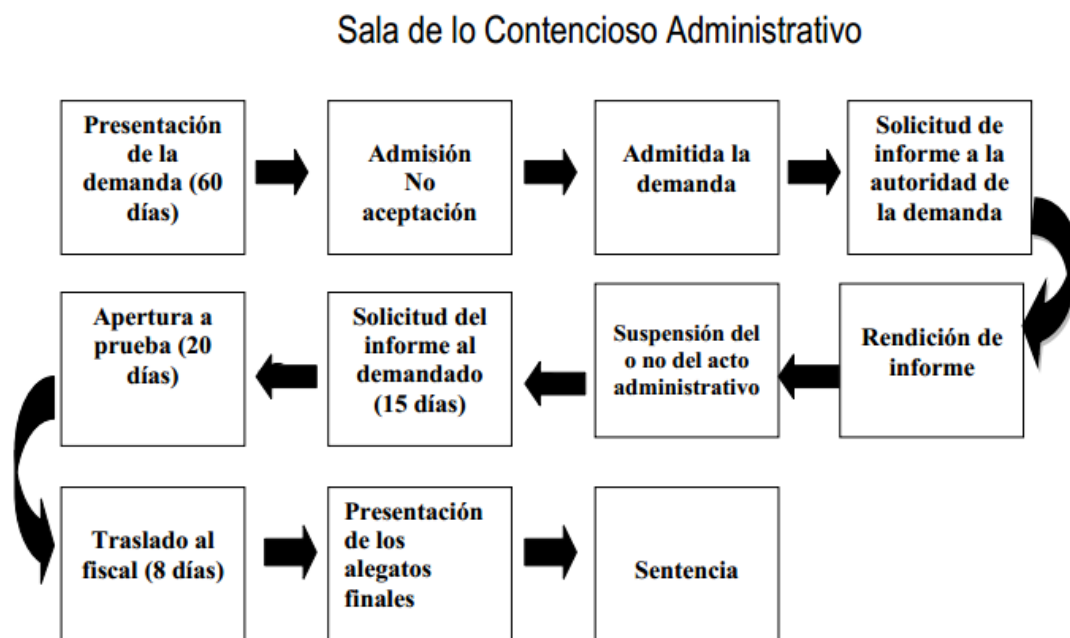 Sala de lo Contencioso Administrativo
Presentación
de la
demanda (60
días)
Admisión
No
aceptación
Admitida la
demanda
Solicitud de
informe a la
autoridad de
la demanda
Rendición de
informe
Suspensión del
o no del acto
administrativo
Solicitud del
informe al
demandado
(15 días)
Apertura a
prueba (20
días)
Traslado al
fiscal (8 días)
Presentación
de los
alegatos
finales
Sentencia